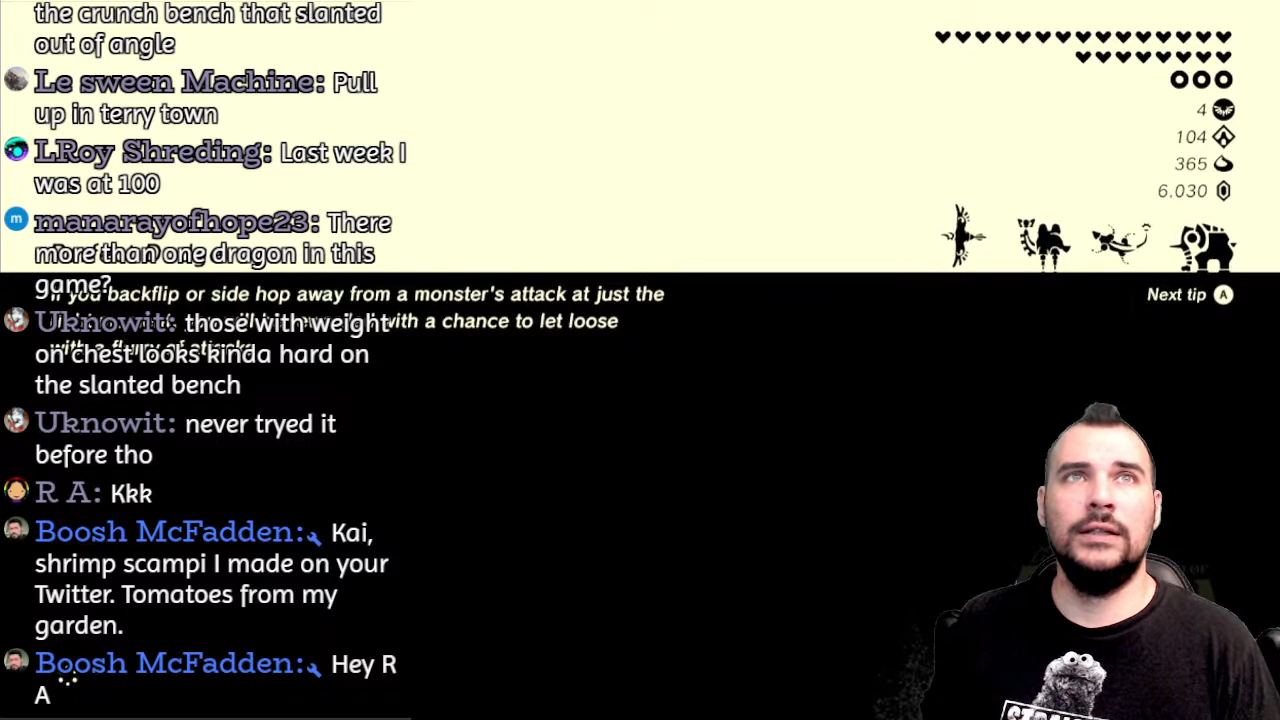 the crunch bench that slanted
out of angle
Le sween Machine: Pull
up in terry town
LRoy Shreding: Last week I
was at 100
m manarayofhope23: There
more than one dragon in this
game?
Uknowit: those with weight
on chest looks kinda hard on
the slanted bench
Uknowit: never tryed it
before tho
R A: Kkk
Boosh McFadden: Kai,
shrimp scampi I made on your
Twitter. Tomatoes from my
garden.
Boosh McFadden: Hey R
A
4
104
365
6.030
you backflip or side hop away from a monster's attack at just the
with a chance to let loose
with a flurry of attacks
Next tip A